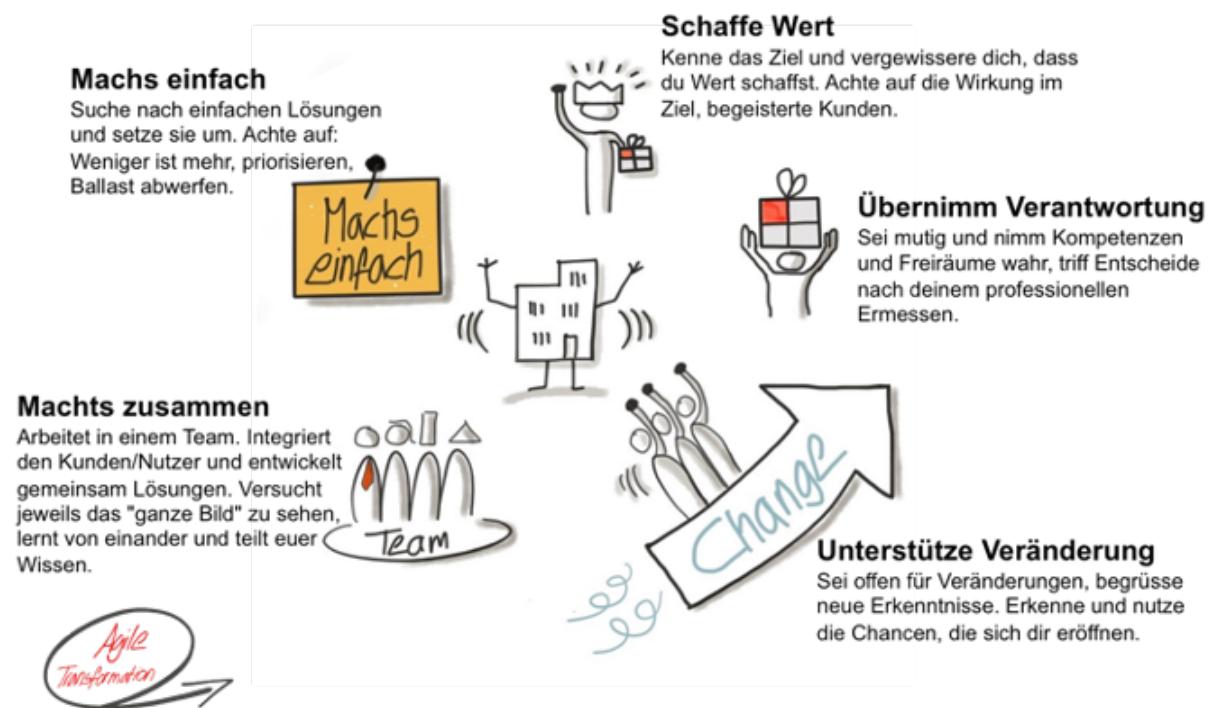 Schaffe Wert
Kenne das Ziel und vergewissere dich, dass
du Wert schaffst. Achte auf die Wirkung im
Ziel, begeisterte Kunden.
Machs einfach
Suche nach einfachen Lösungen
und setze sie um. Achte auf:
Weniger ist mehr, priorisieren,
Ballast abwerfen.
Machs
einfach
Übernimm Verantwortung
Sei mutig und nimm Kompetenzen
und Freiräume wahr, triff Entscheide
nach deinem professionellen
Ermessen.
Machts zusammen
Arbeitet in einem Team. Integriert
den Kunden/Nutzer und entwickelt
gemeinsam Lösungen. Versucht
jeweils das "ganze Bild" zu sehen,
lernt von einander und teilt euer
Wissen.
Team
Change
Unterstütze Veränderung
Sei offen für Veränderungen, begrüsse
neue Erkenntnisse. Erkenne und nutze
die Chancen, die sich dir eröffnen.
Agile
Transformation